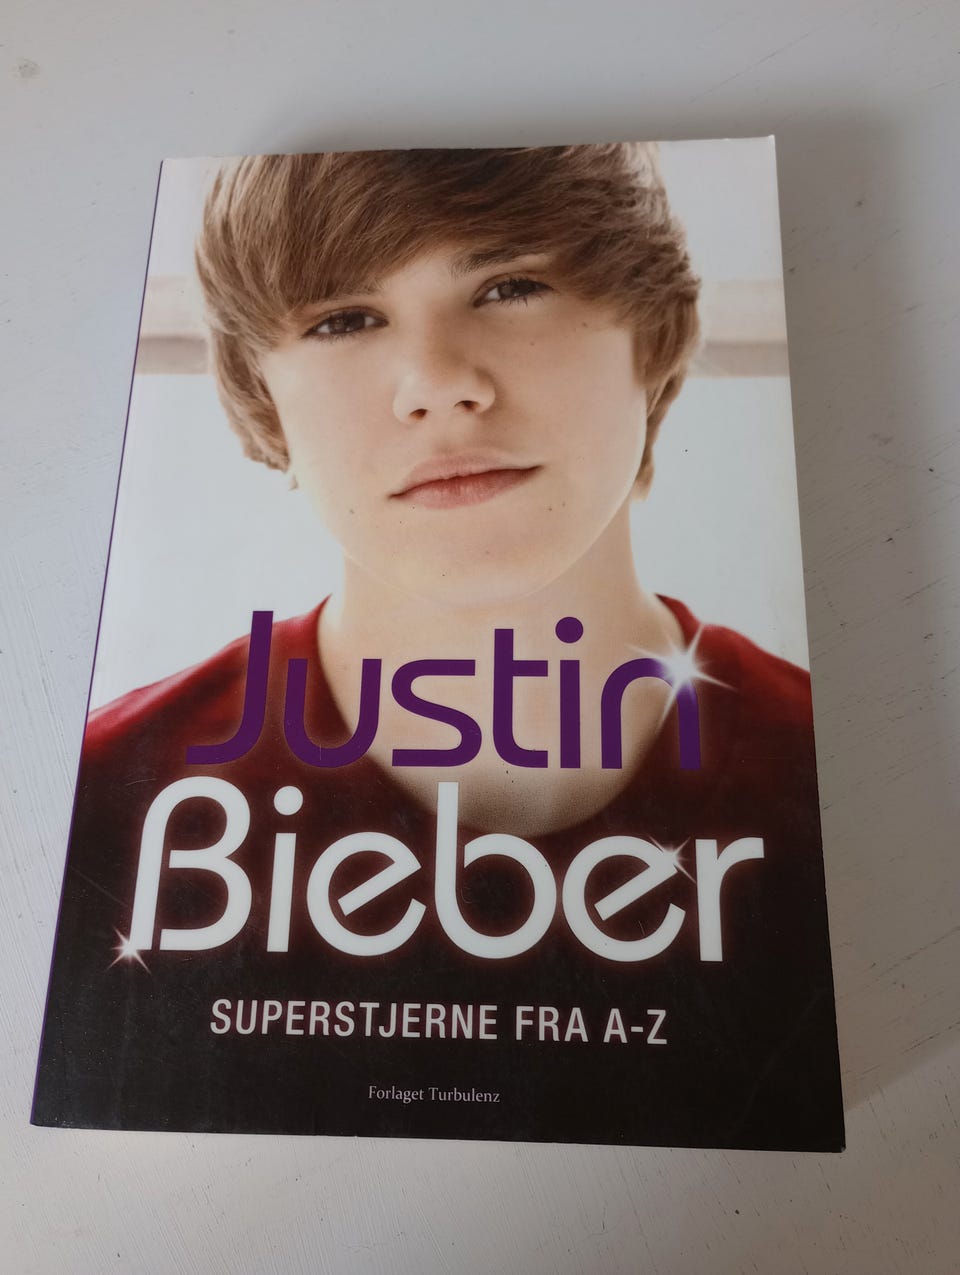 Justin
Bieber
SUPERSTJERNE FRA A-Z
Forlaget Turbulenz